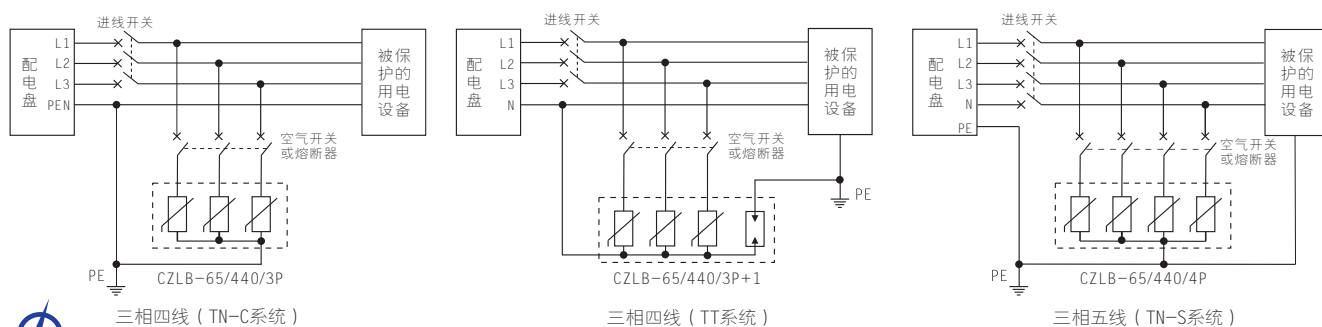 进线开关
L1
L2
L3
PEN
配电盘
被保护的用电设备
空气开关
或熔断器
PE
CZLB-65/440/3P
三相四线（TN-C系统）
进线开关
L1
L2
L3
N
配电盘
被保护的用电设备
空气开关
或熔断器
PE
CZLB-65/440/3P+1
三相四线（TT系统）
进线开关
L1
L2
L3
N
PE
配电盘
被保护的用电设备
空气开关
或熔断器
PE
CZLB-65/440/4P
三相五线（TN-S系统）